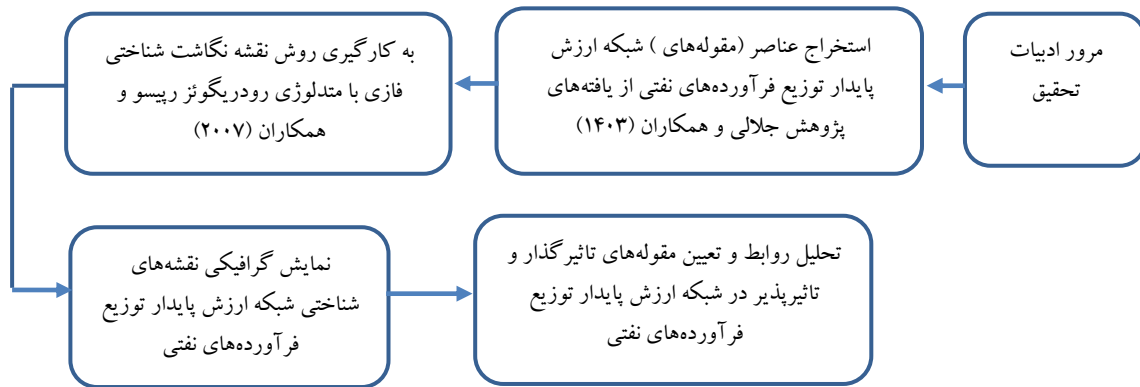 مرور ادبیات
تحقیق
استخراج عناصر (مقوله‌های ) شبکه ارزش
پایدار توزیع فرآورده‌های نفتی از یافته‌های
پژوهش جلالی و همکاران (۱۴۰۳)
به کارگیری روش نقشه نگاشت شناختی
فازی با متدلوژی رودریگوئز رپیسو و
همکاران (۲۰۰۷)
نمایش گرافیکی نقشه‌های
شناختی شبکه ارزش پایدار توزیع
فرآورده‌های نفتی
تحلیل روابط و تعیین مقوله‌های تاثیرگذار و
تاثیرپذیر در شبکه ارزش پایدار توزیع
فرآورده‌های نفتی